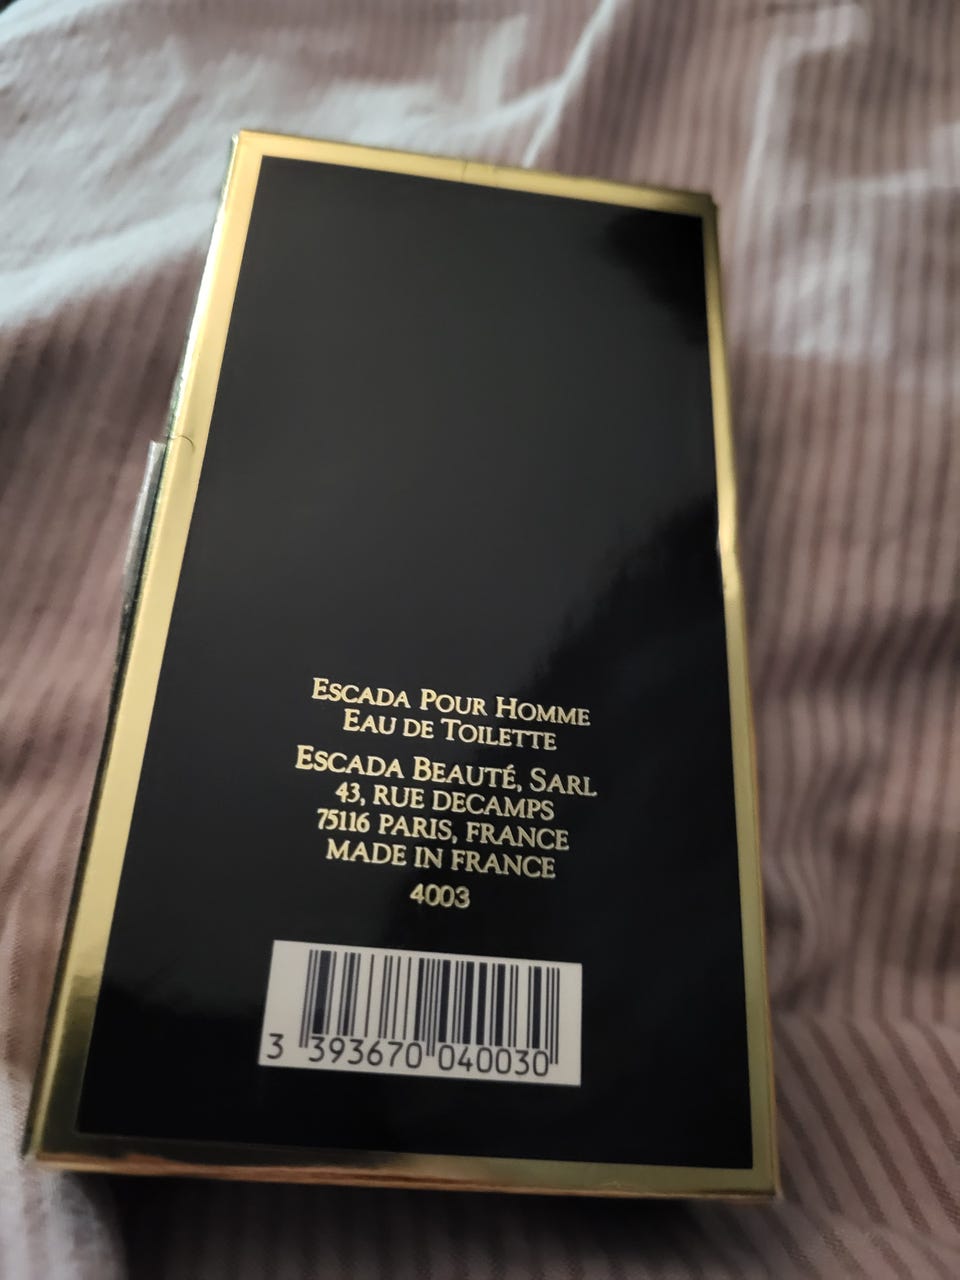 ESCADA POUR HOMME
EAU DE TOILETTE
ESCADA BEAUTÉ, SARL
43, RUE DECAMPS
75116 PARIS, FRANCE
MADE IN FRANCE
4003
3 393670 040030